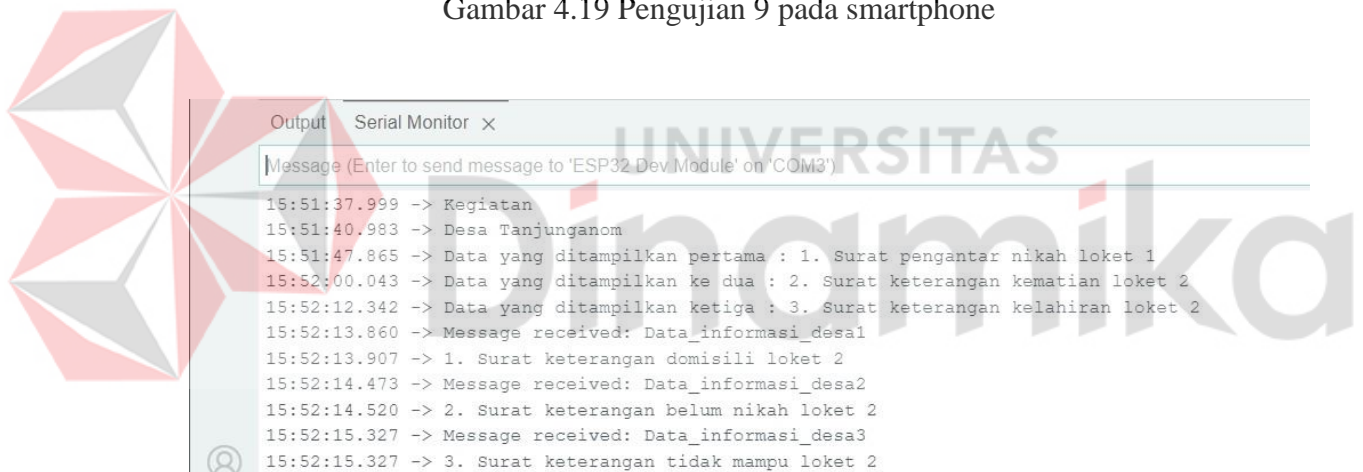 Gambar 4.19 Pengujian 9 pada smartphone
UNIVERSITAS
Dinamika
Output Serial Monitor ×
Message (Enter to send message to 'ESP32 Dev Module' on 'COM3')
15:51:37.999 -> Kegiatan
15:51:40.983 -> Desa Tanjunganom
15:51:47.865 -> Data yang ditampilkan pertama : 1. Surat pengantar nikah loket 1
15:52:00.043 -> Data yang ditampilkan ke dua : 2. Surat keterangan kematian loket 2
15:52:12.342 -> Data yang ditampilkan ketiga : 3. Surat keterangan kelahiran loket 2
15:52:13.860 -> Message received: Data_informasi_desa1
15:52:13.907 -> 1. Surat keterangan domisili loket 2
15:52:14.473 -> Message received: Data_informasi_desa2
15:52:14.520 -> 2. Surat keterangan belum nikah loket 2
15:52:15.327 -> Message received: Data_informasi_desa3
15:52:15.327 -> 3. Surat keterangan tidak mampu loket 2